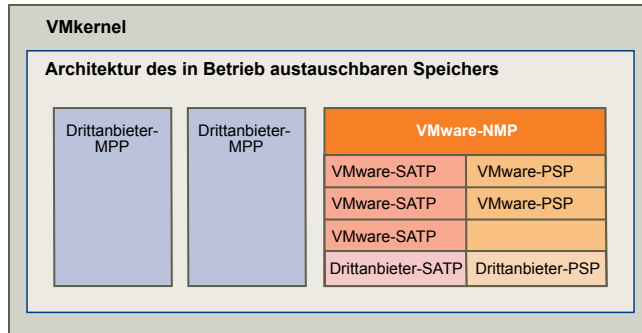 VMkernel
Architektur des in Betrieb austauschbaren Speichers
Drittanbieter-
MPP
Drittanbieter-
MPP
VMware-NMP
VMware-SATP
VMware-PSP
VMware-SATP
VMware-PSP
VMware-SATP
Drittanbieter-SATP
Drittanbieter-PSP